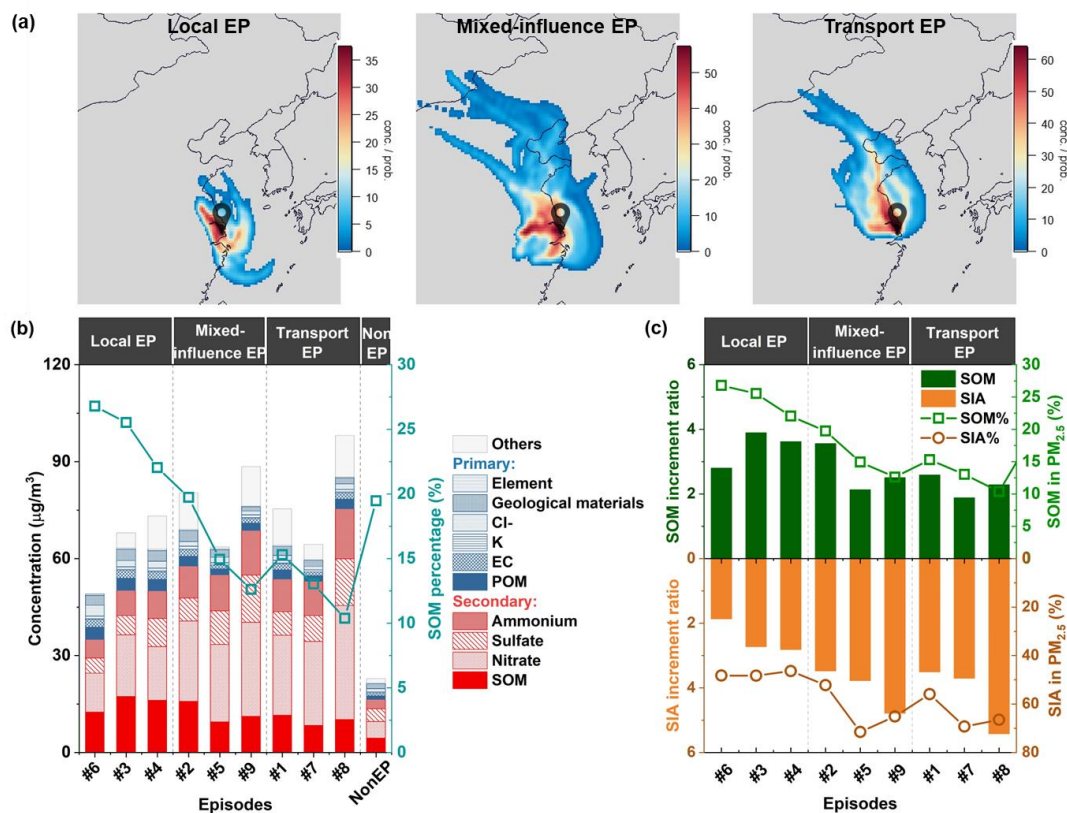 (a)
Local EP
Mixed-influence EP
Transport EP
35
30
25
20
15
10
5
0
conc. / prob.
50
40
30
20
10
0
conc. / prob.
60
50
40
30
20
10
0
conc. / prob.
(b)
Local EP
Mixed-
influence EP
Transport
EP
Non
EP
120
90
60
30
0
Concentration (μg/m3)
30
25
20
15
10
5
0
SOM percentage (%)
#6
#3
#4
#2
#5
#9
#1
#7
#8
NonEP
Episodes
Others
Primary:
Element
Geological materials
Cl-
K
EC
POM
Secondary:
Ammonium
Sulfate
Nitrate
SOM
(c)
Local EP
Mixed-
influence EP
Transport
EP
6
4
2
0
SOM increment ratio
2
4
6
SIA increment ratio
SOM
SIA
SOM%
SIA%
30
25
20
15
10
5
0
SOM in PM2.5 (%)
20
40
60
80
SIA in PM2.5 (%)
#6
#3
#4
#2
#5
#9
#1
#7
#8
Episodes